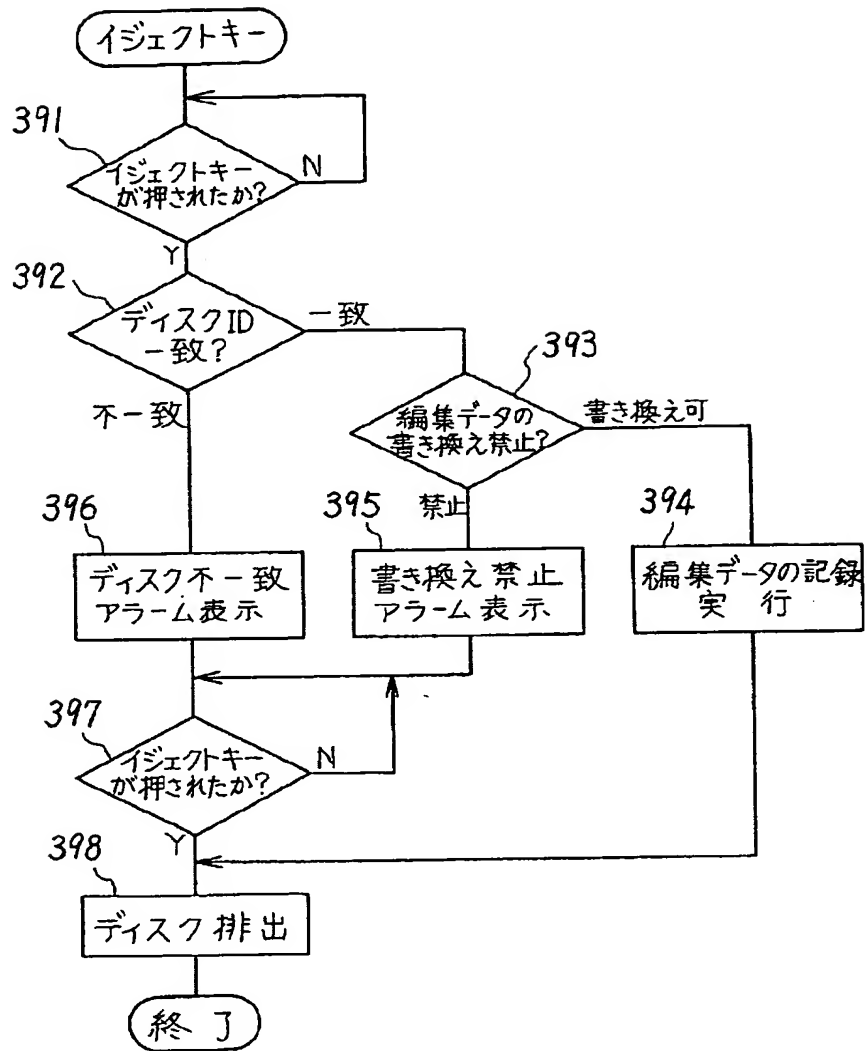 イジェクトキー
391
イジェクトキー
が押されたか?
N
Y
392
ディスクID
一致?
一致
不一致
393
編集データの
書き換え禁止?
書き換え可
禁止
396
ディスク不一致
アラーム表示
395
書き換え禁止
アラーム表示
394
編集データの記録
実 行
397
イジェクトキー
が押されたか?
N
Y
398
ディスク排出
終了